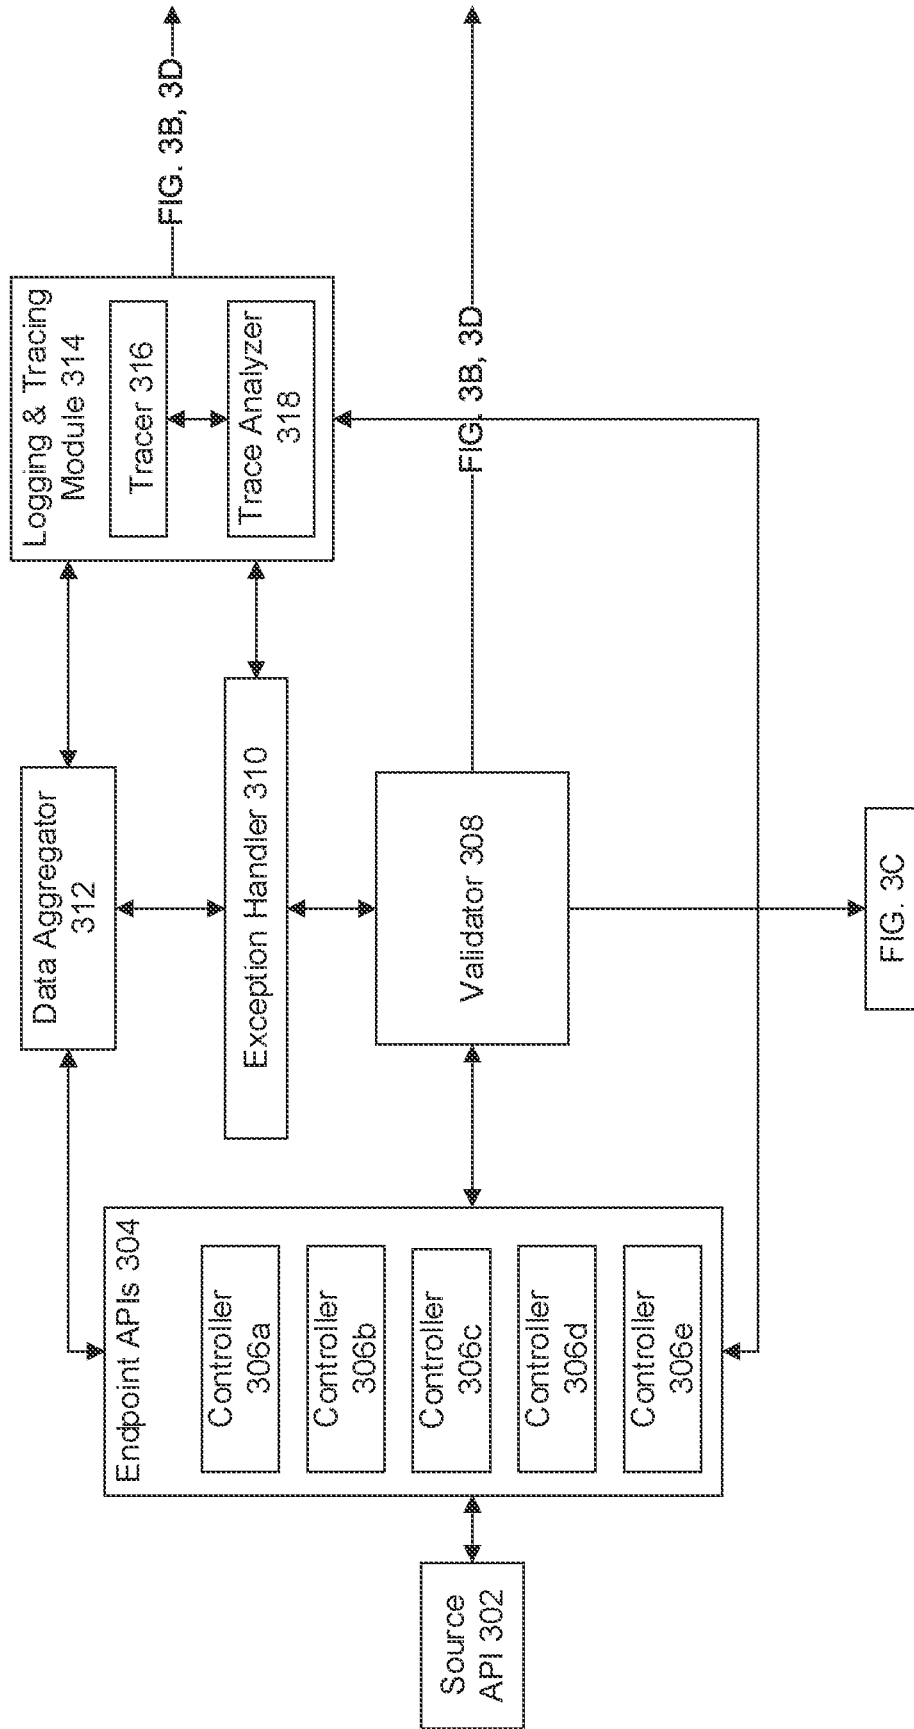 Source
API 302
Endpoint APIs 304
Controller
306a
Controller
306b
Controller
306c
Controller
306d
Controller
306e
Data Aggregator
312
Exception Handler 310
Validator 308
FIG. 3C
Logging & Tracing
Module 314
Tracer 316
Trace Analyzer
318
FIG. 3B, 3D
FIG. 3B, 3D